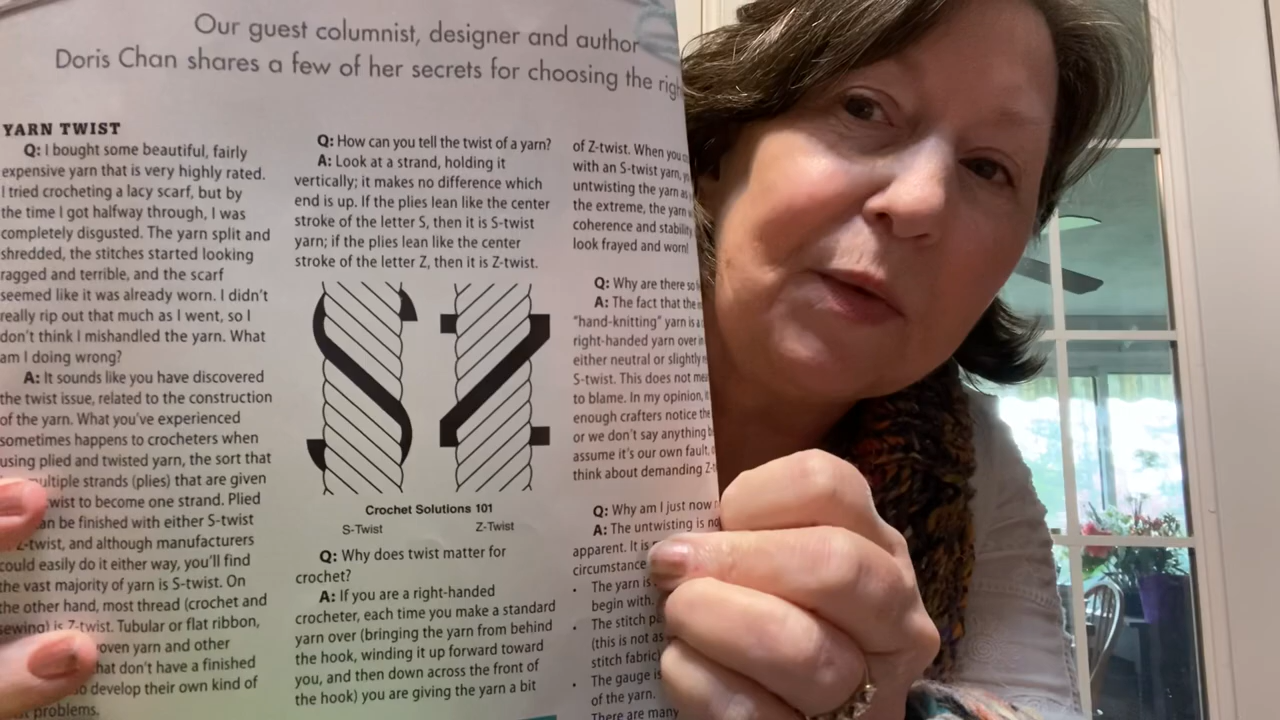 Our guest columnist, designer and author
Doris Chan shares a few of her secrets for choosing the
YARN TWIST
Q: I bought some beautiful, fairly
expensive yarn that is very highly rated.
I tried crocheting a lacy scarf, but by
the time I got halfway through, I was
completely disgusted. The yarn split and
shredded, the stitches started looking
ragged and terrible, and the scarf
seemed like it was already worn. I didn't
really rip out that much as I went, so I
don't think I mishandled the yarn. What
am I doing wrong?
A: It sounds like you have discovered
the twist issue, related to the construction
of the yarn. What you've experienced
sometimes happens to crocheters when
using plied and twisted yarn, the sort that
multiple strands (plies) that are given
twist to become one strand. Plied
can be finished with either S-twist
Z-twist, and although manufacturers
could easily do it either way, you'll find
the vast majority of yarn is S-twist. On
the other hand, most thread (crochet and
sewing) is Z-twist. Tubular or flat ribbon,
woven yarn and other
that don't have a finished
also develop their own kind of
problems.
Q: How can you tell the twist of a yarn?
A: Look at a strand, holding it
vertically; it makes no difference which
end is up. If the plies lean like the center
stroke of the letter S, then it is S-twist
yarn; if the plies lean like the center
stroke of the letter Z, then it is Z-twist.
S Z
Crochet Solutions 101
S-Twist Z-Twist
Q: Why does twist matter for
crochet?
A: If you are a right-handed
crocheter, each time you make a standard
yarn over (bringing the yarn from behind
the hook, winding it up forward toward
you, and then down across the front of
the hook) you are giving the yarn a bit
of Z-twist. When you
with an S-twist yarn,
untwisting the yarn as
the extreme, the yarn
coherence and stability
look frayed and worn!
Q: Why are there so
A: The fact that the
"hand-knitting" yarn is
right-handed yarn over
either neutral or slightly
S-twist. This does not
to blame. In my opinion,
enough crafters notice the
or we don't say anything
assume it's our own fault,
think about demanding
Q: Why am I just now
A: The untwisting is
apparent. It is
circumstance
• The yarn is
begin with.
• The stitch
(this is not as
stitch fabric
• The gauge is
of the yarn.
There are many